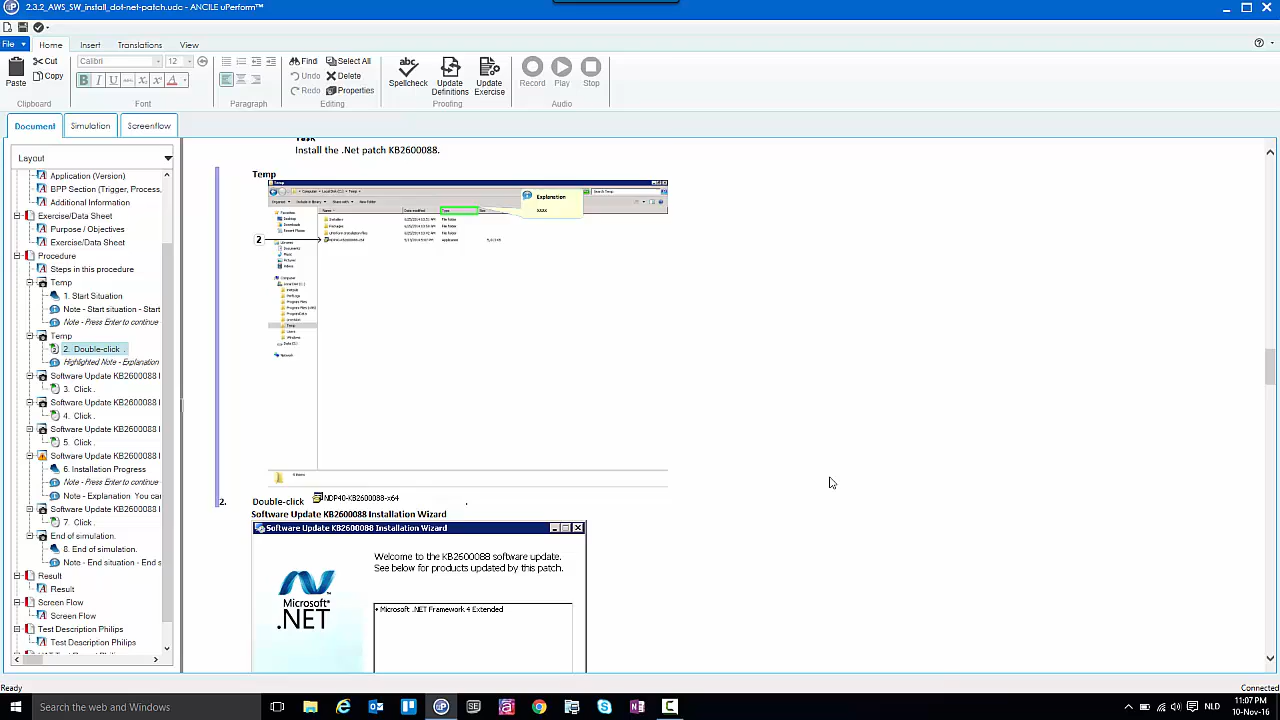 2.3.2_AWS_SW_install_dot-net-patch.udc - ANCILE uPerform™
File Home Insert Translations View
Paste Cut Copy Clipboard
Calibri 12 Font
Paragraph
Find Select All
Undo Delete
Redo Properties
Editing
Spellcheck Update Definitions Update Exercise Proofing
Record Play Stop Audio
Document Simulation Screenflow
Layout
Application (Version)
BPP Section (Trigger, Process,
Additional Information
Exercise/Data Sheet
Purpose / Objectives
Exercise/Data Sheet
Procedure
Steps in this procedure
Temp
1. Start Situation
Note - Start situation - Start
Note - Press Enter to continue
Temp
2. Double-click .
Highlighted Note - Explanation
Software Update KB2600088 I
3. Click .
Software Update KB2600088 I
4. Click .
Software Update KB2600088 I
5. Click .
Software Update KB2600088 I
6. Installation Progress
Note - Press Enter to continue
Note - Explanation You can
Software Update KB2600088 I
7. Click .
End of simulation.
8. End of simulation.
Note - End situation - End s
Result
Result
Screen Flow
Screen Flow
Test Description Philips
Test Description Philips
Task
Install the .Net patch KB2600088.
Temp
Explanation
xxxx
2
2. Double-click NDP40-KB2600088-x64 .
Software Update KB2600088 Installation Wizard
Software Update KB2600088 Installation Wizard
Welcome to the KB2600088 software update.
See below for products updated by this patch.
Microsoft .NET Framework 4 Extended
Microsoft®
.NET
Ready
Connected
Search the web and Windows
NLD
11:07 PM
10-Nov-16